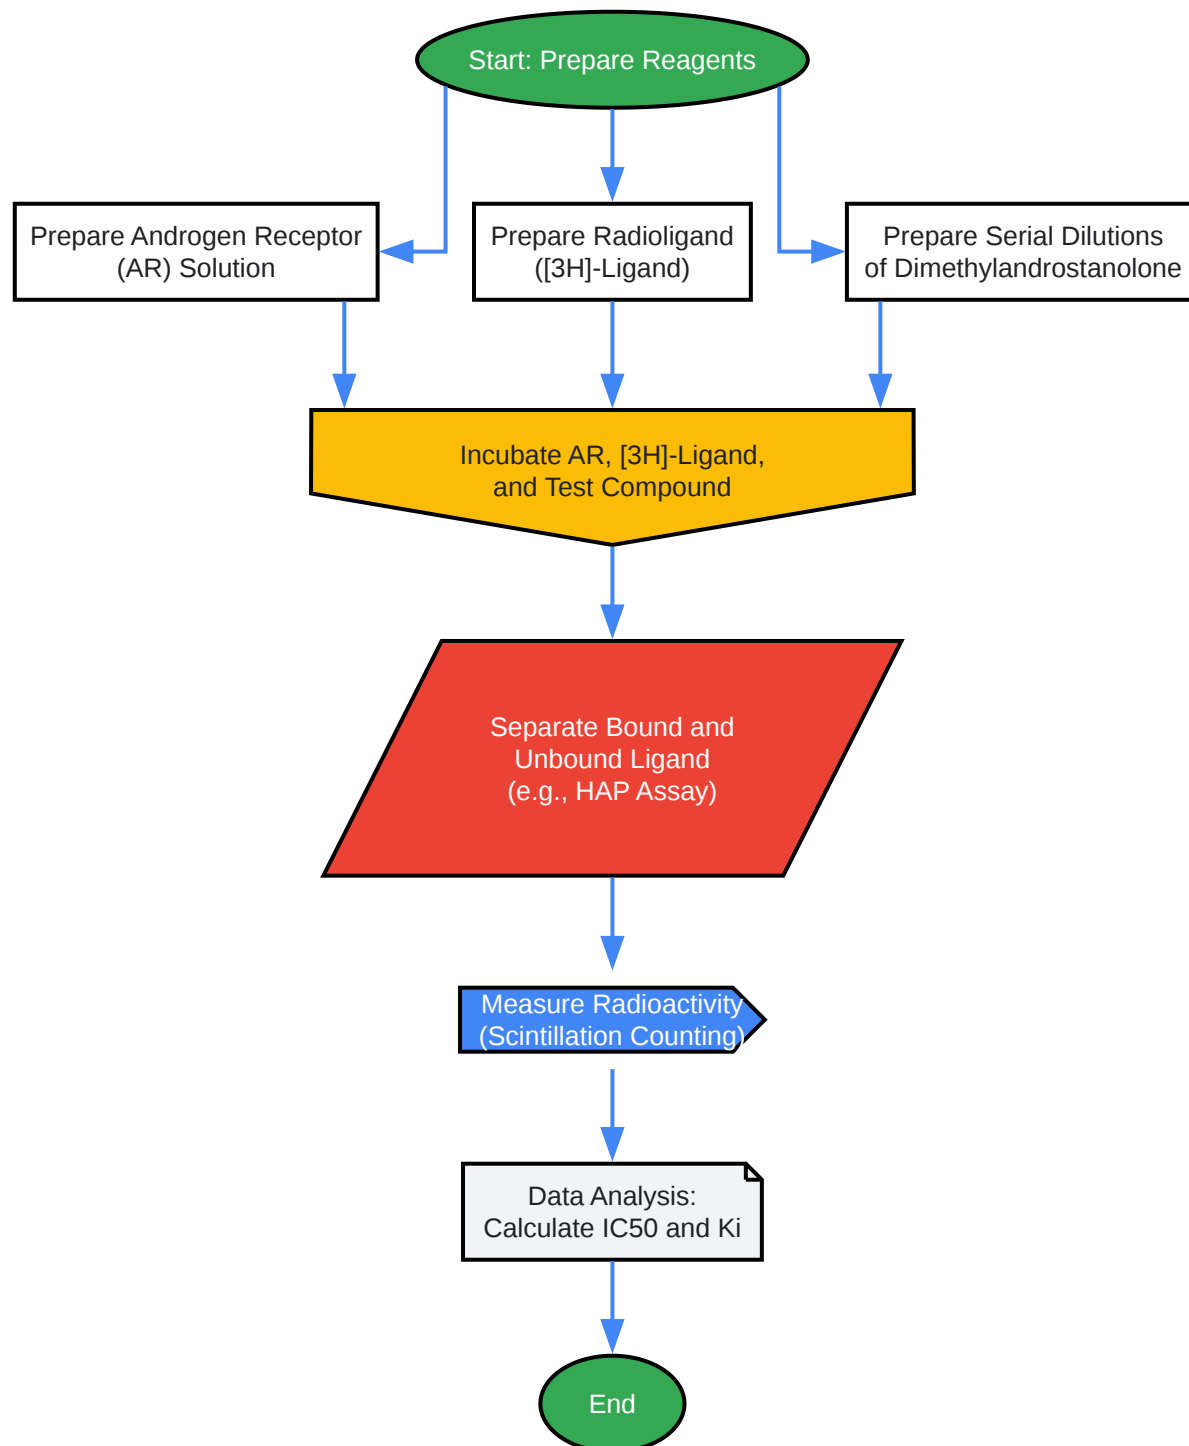 Start: Prepare Reagents
Prepare Androgen Receptor
(AR) Solution
Prepare Radioligand
([3H]-Ligand)
Prepare Serial Dilutions
of Dimethylandrostanolone
Incubate AR, [3H]-Ligand,
and Test Compound
Separate Bound and
Unbound Ligand
(e.g., HAP Assay)
Measure Radioactivity
(Scintillation Counting)
Data Analysis:
Calculate IC50 and Ki
End